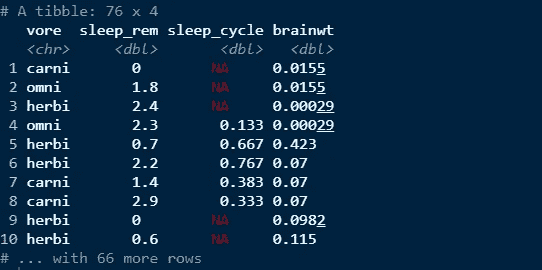 # A tibble: 76 x 4
vore sleep_rem sleep_cycle brainwt
<chr> <dbl> <dbl> <dbl>
1 carni 0 NA 0.0155
2 omni 1.8 NA 0.0155
3 herbi 2.4 NA 0.00029
4 omni 2.3 0.133 0.00029
5 herbi 0.7 0.667 0.423
6 herbi 2.2 0.767 0.07
7 carni 1.4 0.383 0.07
8 carni 2.9 0.333 0.07
9 herbi 0 NA 0.0982
10 herbi 0.6 NA 0.115
# ... with 66 more rows